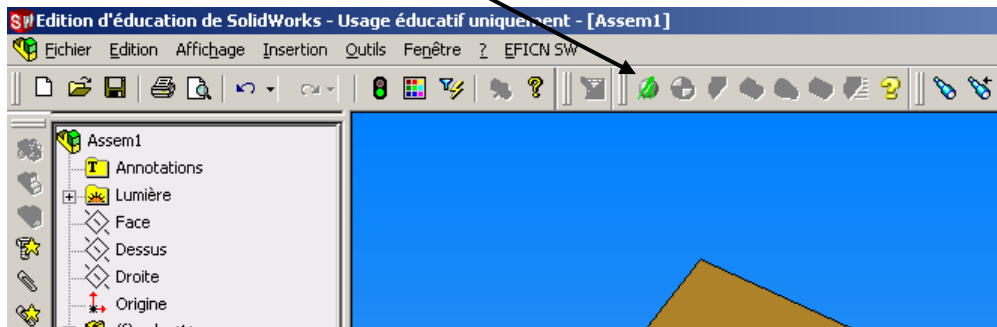 Edition d'éducation de SolidWorks - Usage éducatif uniquement - [Assem1]
Fichier Edition Affichage Insertion Outils Fenêtre ? EFICN SW
Assem1
Annotations
Lumière
Face
Dessus
Droite
Origine